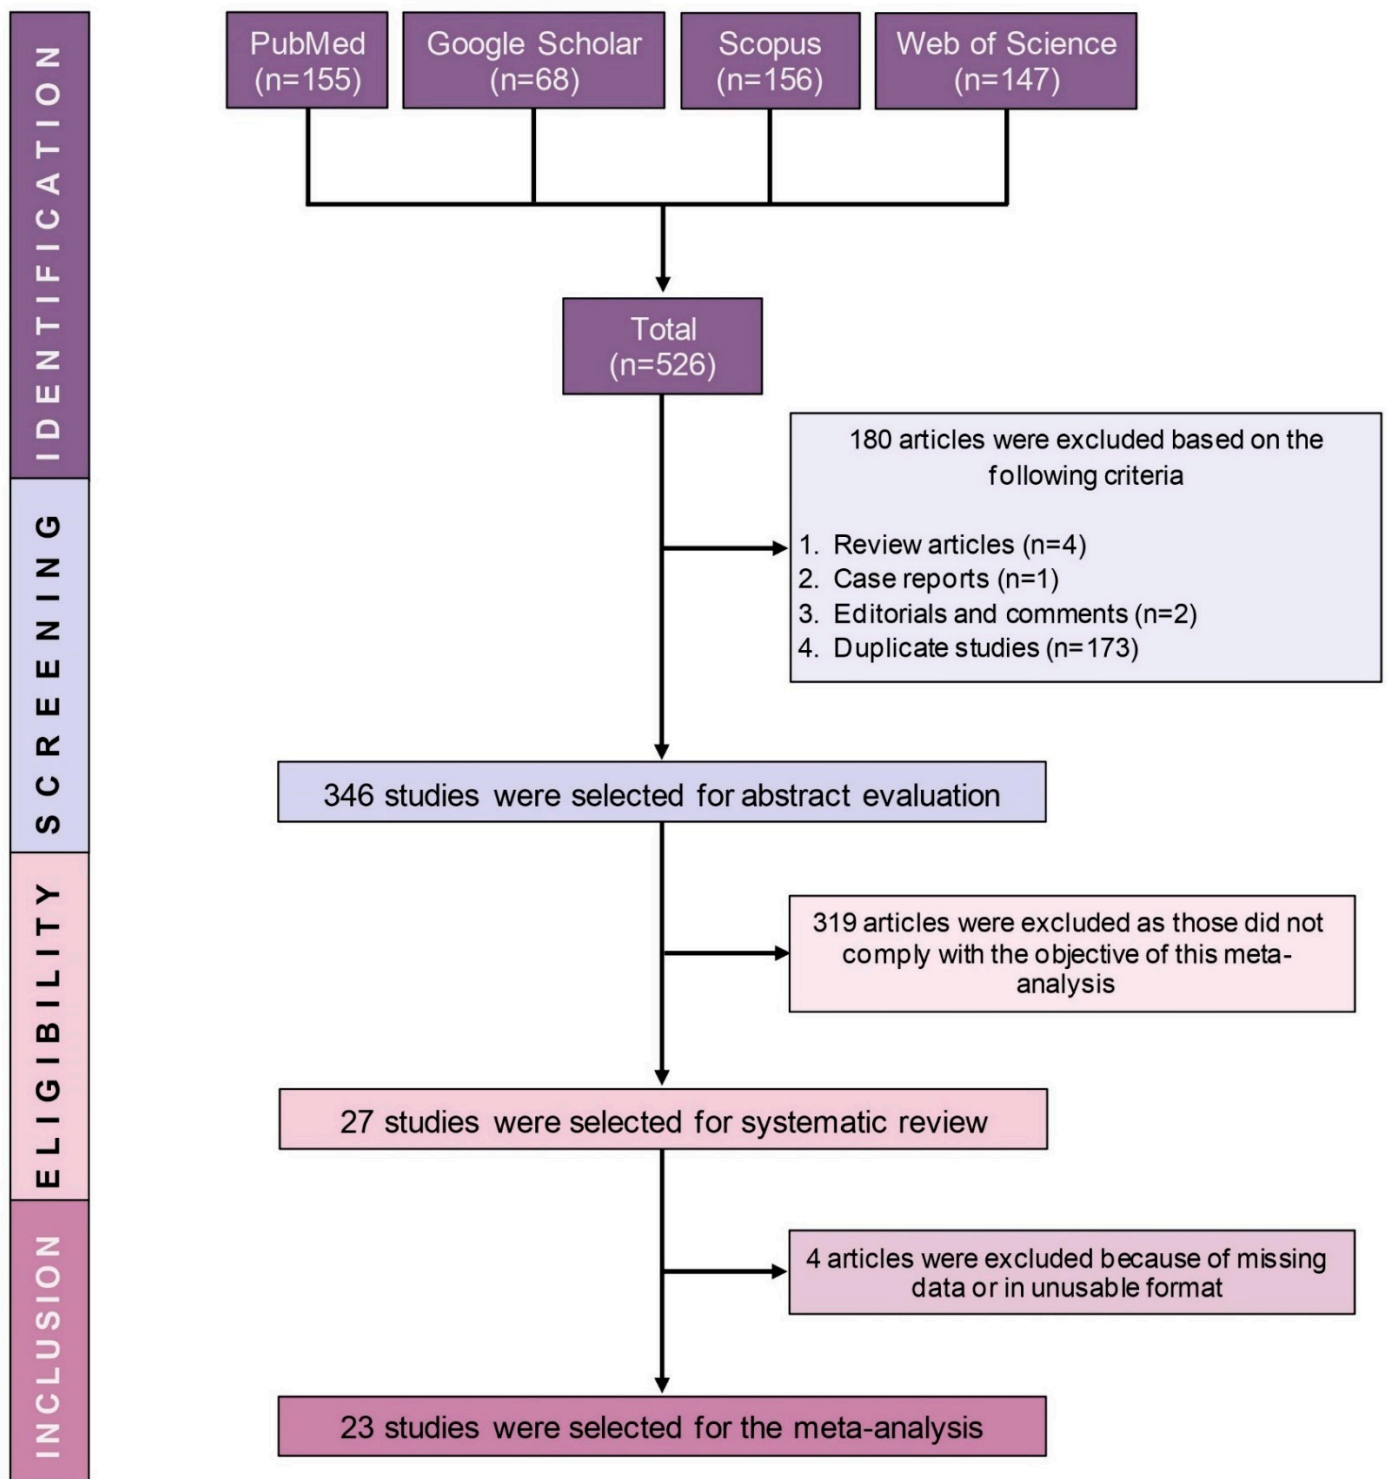 IDENTIFICATION
PubMed
(n=155)
Google Scholar
(n=68)
Scopus
(n=156)
Web of Science
(n=147)
Total
(n=526)
SCREENING
180 articles were excluded based on the
following criteria
1. Review articles (n=4)
2. Case reports (n=1)
3. Editorials and comments (n=2)
4. Duplicate studies (n=173)
346 studies were selected for abstract evaluation
ELIGIBILITY
319 articles were excluded as those did not
comply with the objective of this meta-
analysis
27 studies were selected for systematic review
INCLUSION
4 articles were excluded because of missing
data or in unusable format
23 studies were selected for the meta-analysis